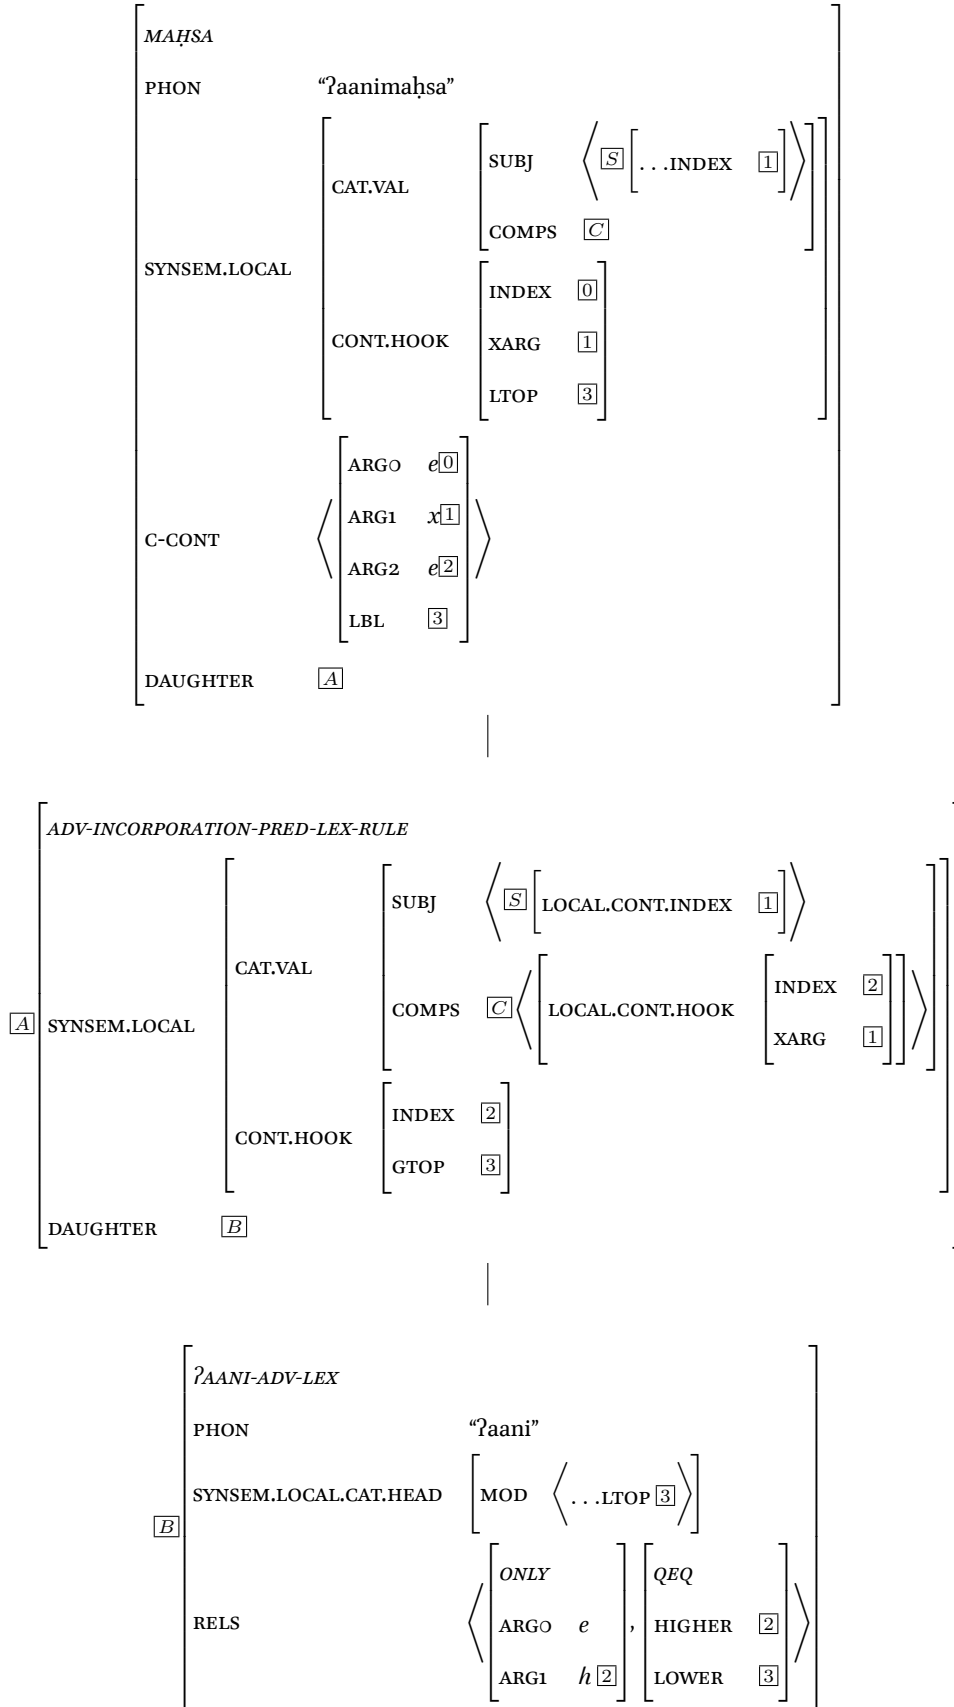 MAḤSA
PHON “ʔaanimaḥsa”
SUBJ ⟨ S [ ...INDEX 1 ] ⟩
CAT.VAL
COMPS C
SYNSEM.LOCAL
INDEX 0
CONT.HOOK XARG 1
LTOP 3
ARG0 e 0
ARG1 x 1
C-CONT ⟨ ⟩
ARG2 e 2
LBL 3
DAUGHTER A
ADV-INCORPORATION-PRED-LEX-RULE
SUBJ ⟨ S [ LOCAL.CONT.INDEX 1 ] ⟩
CAT.VAL
INDEX 2
COMPS C ⟨ [ LOCAL.CONT.HOOK ] ⟩
XARG 1
A SYNSEM.LOCAL
INDEX 2
CONT.HOOK
GTOP 3
DAUGHTER B
ʔAANI-ADV-LEX
PHON “ʔaani”
SYNSEM.LOCAL.CAT.HEAD [ MOD ⟨ ...LTOP 3 ⟩ ]
B
ONLY QEQ
RELS ⟨ ARG0 e , HIGHER 2 ⟩
ARG1 h 2 LOWER 3